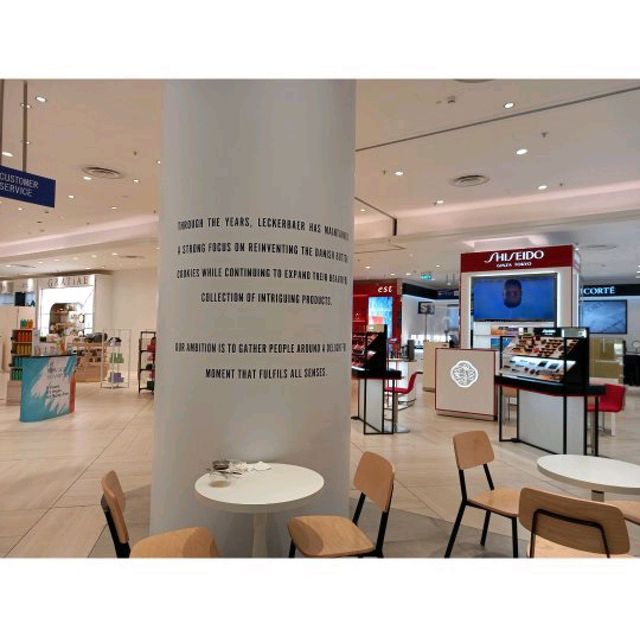 CUSTOMER
SERVICE
GRATIAE
THROUGH THE YEARS, LECKERBAER HAS MAINTAINED
A STRONG FOCUS ON REINVENTING THE DANISH BUTTER
COOKIES WHILE CONTINUING TO EXPAND THEIR BEAUTIFUL
COLLECTION OF INTRIGUING PRODUCTS.
OUR AMBITION IS TO GATHER PEOPLE AROUND A DELIGHTFUL
MOMENT THAT FULFILS ALL SENSES.
est
SHISEIDO
GINZA TOKYO
CORTÉ